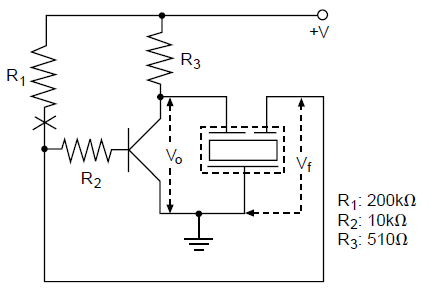 +V
R1
R3
R2
Vo
Vf
R1: 200kΩ
R2: 10kΩ
R3: 510Ω